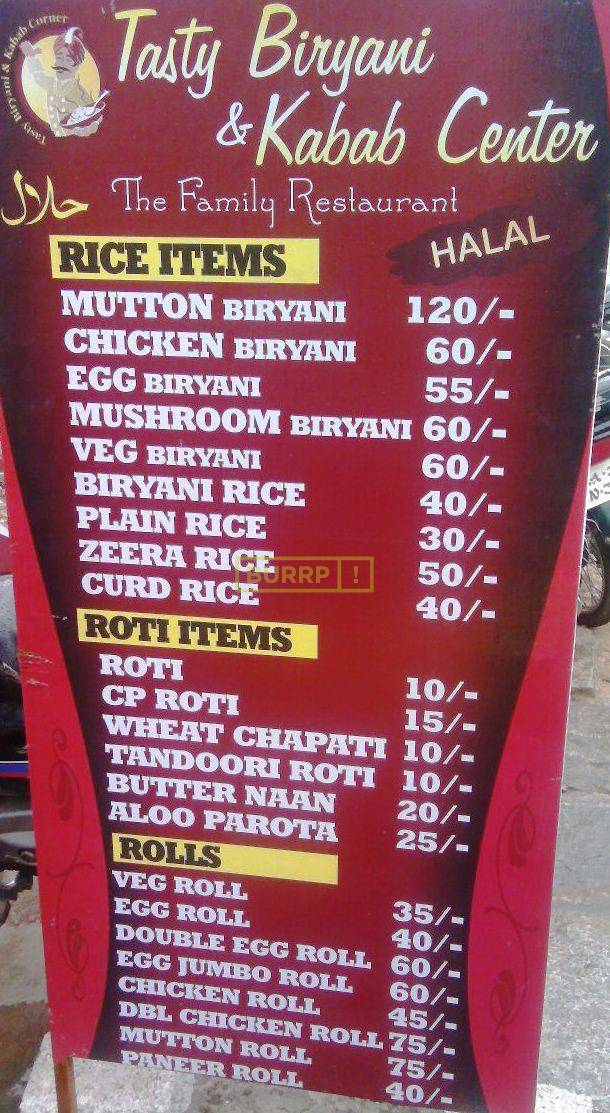 Tasty Biryani & Kabab Corner
Tasty Biryani
& Kabab Center
حلال The Family Restaurant
HALAL
RICE ITEMS
MUTTON BIRYANI 120/-
CHICKEN BIRYANI 60/-
EGG BIRYANI 55/-
MUSHROOM BIRYANI 60/-
VEG BIRYANI 60/-
BIRYANI RICE 40/-
PLAIN RICE 30/-
ZEERA RICE 50/-
CURD RICE 40/-
BURRP !
ROTI ITEMS
ROTI 10/-
CP ROTI 15/-
WHEAT CHAPATI 10/-
TANDOORI ROTI 10/-
BUTTER NAAN 20/-
ALOO PAROTA 25/-
ROLLS
VEG ROLL 35/-
EGG ROLL 40/-
DOUBLE EGG ROLL 60/-
EGG JUMBO ROLL 60/-
CHICKEN ROLL 45/-
DBL CHICKEN ROLL 75/-
MUTTON ROLL 75/-
PANEER ROLL 40/-